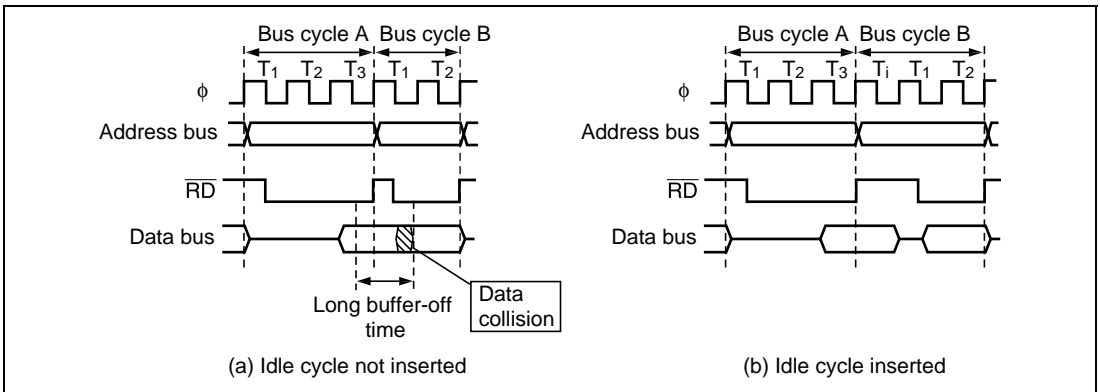 Bus cycle A Bus cycle B
T1 T2 T3 T1 T2
φ
Address bus
RD
Data bus
Long buffer-off
time
Data
collision
(a) Idle cycle not inserted
Bus cycle A Bus cycle B
T1 T2 T3 Ti T1 T2
φ
Address bus
RD
Data bus
(b) Idle cycle inserted